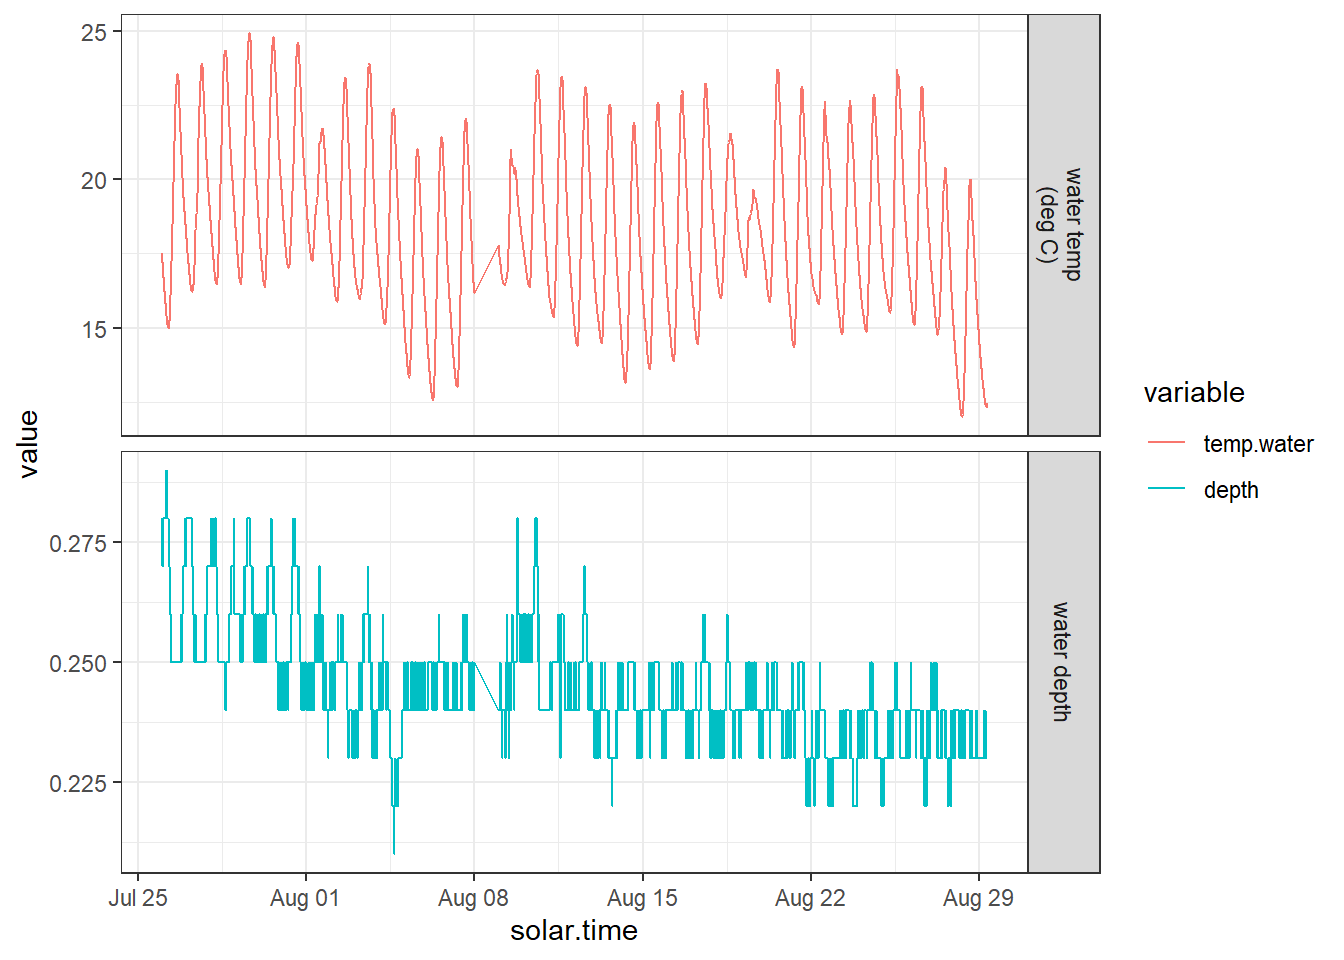 25
20
15
water temp
(deg C)
0.275
0.250
0.225
water depth
value
Jul 25
Aug 01
Aug 08
Aug 15
Aug 22
Aug 29
solar.time
variable
temp.water
depth